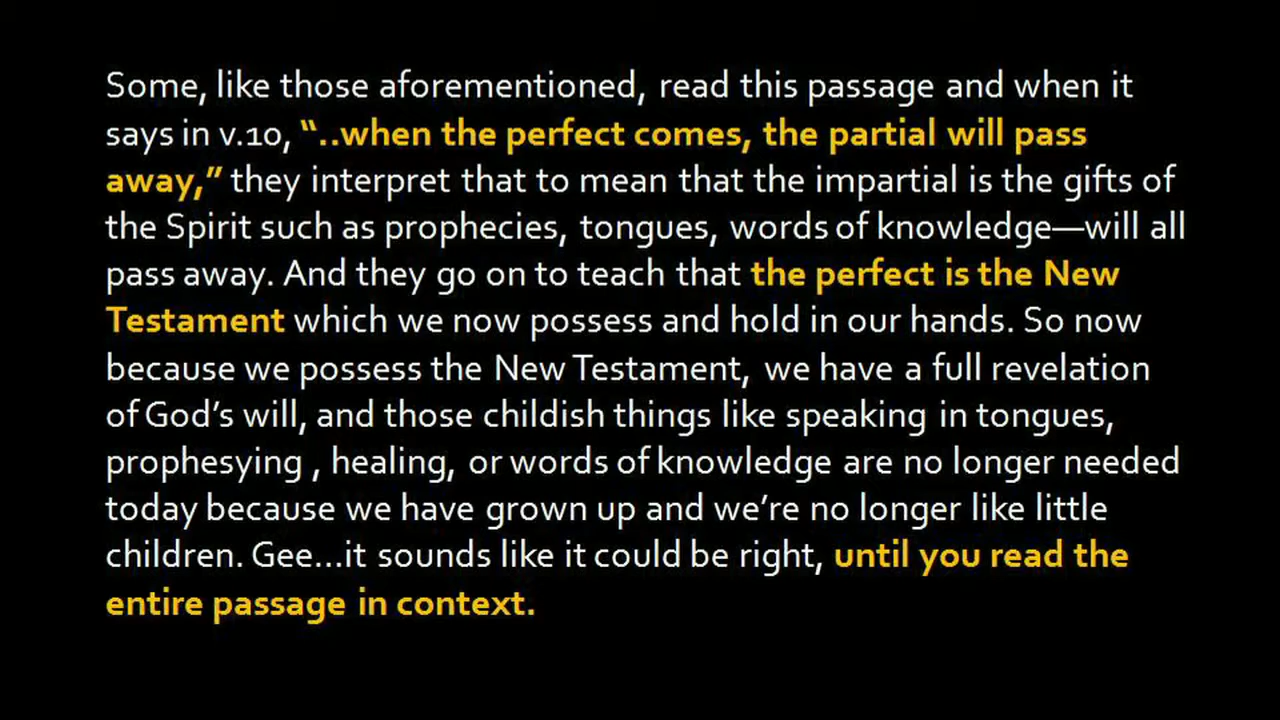 Some, like those aforementioned, read this passage and when it
says in v.10, “..when the perfect comes, the partial will pass
away,” they interpret that to mean that the impartial is the gifts of
the Spirit such as prophecies, tongues, words of knowledge—will all
pass away. And they go on to teach that the perfect is the New
Testament which we now possess and hold in our hands. So now
because we possess the New Testament, we have a full revelation
of God’s will, and those childish things like speaking in tongues,
prophesying , healing, or words of knowledge are no longer needed
today because we have grown up and we’re no longer like little
children. Gee…it sounds like it could be right, until you read the
entire passage in context.